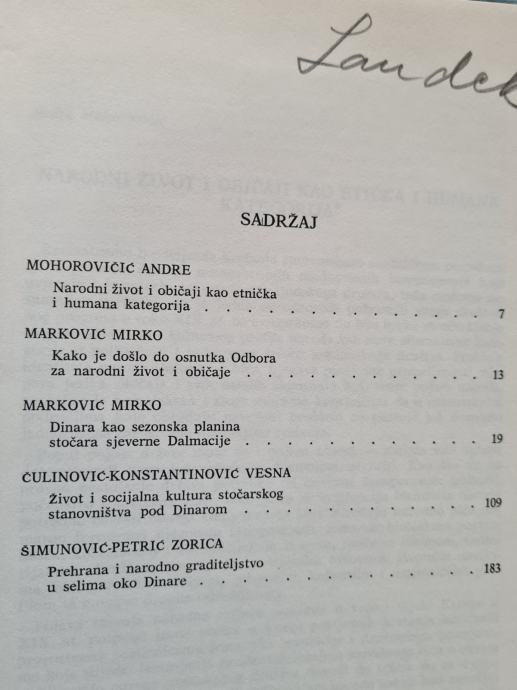 Laudek
SADRŽAJ
MOHOROVIČIĆ ANDRE
Narodni život i običaji kao etnička
i humana kategorija . . . . . . . . . . . . . 7
MARKOVIĆ MIRKO
Kako je došlo do osnutka Odbora
za narodni život i običaje . . . . . . . . . . . 13
MARKOVIĆ MIRKO
Dinara kao sezonska planina
stočara sjeverne Dalmacije . . . . . . . . . . . 19
ČULINOVIĆ-KONSTANTINOVIĆ VESNA
Život i socijalna kultura stočarskog
stanovništva pod Dinarom . . . . . . . . . . . 109
ŠIMUNOVIĆ-PETRIĆ ZORICA
Prehrana i narodno graditeljstvo
u selima oko Dinare . . . . . . . . . . . . . 183